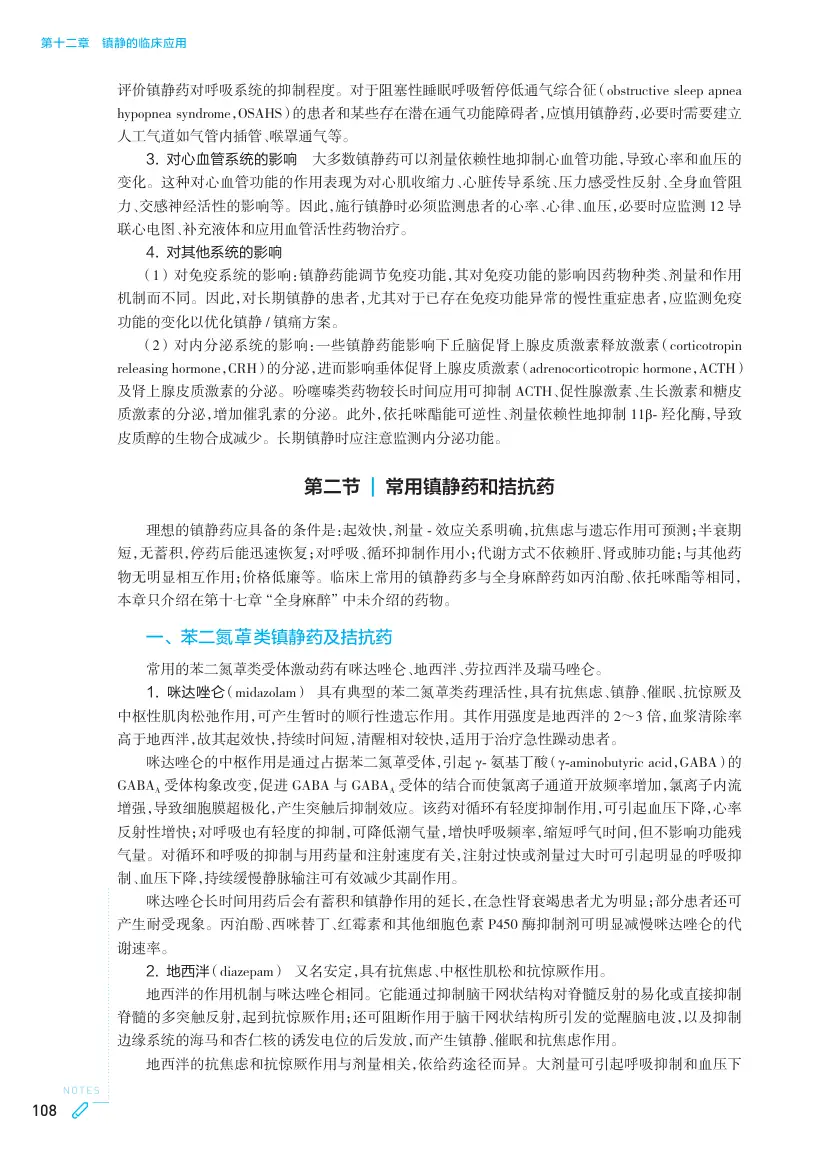 第十二章 镇静的临床应用
评价镇静药对呼吸系统的抑制程度。对于阻塞性睡眠呼吸暂停低通气综合征(obstructive sleep apnea
hypopnea syndrome,OSAHS)的患者和某些存在潜在通气功能障碍者,应慎用镇静药,必要时需要建立
人工气道如气管内插管、喉罩通气等。
3. 对心血管系统的影响 大多数镇静药可以剂量依赖性地抑制心血管功能,导致心率和血压的
变化。这种对心血管功能的作用表现为对心肌收缩力、心脏传导系统、压力感受性反射、全身血管阻
力、交感神经活性的影响等。因此,施行镇静时必须监测患者的心率、心律、血压,必要时应监测 12 导
联心电图、补充液体和应用血管活性药物治疗。
4. 对其他系统的影响
(1)对免疫系统的影响:镇静药能调节免疫功能,其对免疫功能的影响因药物种类、剂量和作用
机制而不同。因此,对长期镇静的患者,尤其对于已存在免疫功能异常的慢性重症患者,应监测免疫
功能的变化以优化镇静 / 镇痛方案。
(2)对内分泌系统的影响:一些镇静药能影响下丘脑促肾上腺皮质激素释放激素(corticotropin
releasing hormone,CRH)的分泌,进而影响垂体促肾上腺皮质激素(adrenocorticotropic hormone,ACTH)
及肾上腺皮质激素的分泌。吩噻嗪类药物较长时间应用可抑制 ACTH、促性腺激素、生长激素和糖皮
质激素的分泌,增加催乳素的分泌。此外,依托咪酯能可逆性、剂量依赖性地抑制 11β- 羟化酶,导致
皮质醇的生物合成减少。长期镇静时应注意监测内分泌功能。
第二节 | 常用镇静药和拮抗药
理想的镇静药应具备的条件是:起效快,剂量 - 效应关系明确,抗焦虑与遗忘作用可预测;半衰期
短,无蓄积,停药后能迅速恢复;对呼吸、循环抑制作用小;代谢方式不依赖肝、肾或肺功能;与其他药
物无明显相互作用;价格低廉等。临床上常用的镇静药多与全身麻醉药如丙泊酚、依托咪酯等相同,
本章只介绍在第十七章“全身麻醉”中未介绍的药物。
一、苯二氮䓬类镇静药及拮抗药
常用的苯二氮䓬类受体激动药有咪达唑仑、地西泮、劳拉西泮及瑞马唑仑。
1. 咪达唑仑(midazolam) 具有典型的苯二氮䓬类药理活性,具有抗焦虑、镇静、催眠、抗惊厥及
中枢性肌肉松弛作用,可产生暂时的顺行性遗忘作用。其作用强度是地西泮的 2～3 倍,血浆清除率
高于地西泮,故其起效快,持续时间短,清醒相对较快,适用于治疗急性躁动患者。
咪达唑仑的中枢作用是通过占据苯二氮䓬受体,引起 γ- 氨基丁酸(γ-aminobutyric acid,GABA)的
GABA_A 受体构象改变,促进 GABA 与 GABA_A 受体的结合而使氯离子通道开放频率增加,氯离子内流
增强,导致细胞膜超极化,产生突触后抑制效应。该药对循环有轻度抑制作用,可引起血压下降,心率
反射性增快;对呼吸也有轻度的抑制,可降低潮气量,增快呼吸频率,缩短呼气时间,但不影响功能残
气量。对循环和呼吸的抑制与用药量和注射速度有关,注射过快或剂量过大时可引起明显的呼吸抑
制、血压下降,持续缓慢静脉输注可有效减少其副作用。
咪达唑仑长时间用药后会有蓄积和镇静作用的延长,在急性肾衰竭患者尤为明显;部分患者还可
产生耐受现象。丙泊酚、西咪替丁、红霉素和其他细胞色素 P450 酶抑制剂可明显减慢咪达唑仑的代
谢速率。
2. 地西泮(diazepam) 又名安定,具有抗焦虑、中枢性肌松和抗惊厥作用。
地西泮的作用机制与咪达唑仑相同。它能通过抑制脑干网状结构对脊髓反射的易化或直接抑制
脊髓的多突触反射,起到抗惊厥作用;还可阻断作用于脑干网状结构所引发的觉醒脑电波,以及抑制
边缘系统的海马和杏仁核的诱发电位的后发放,而产生镇静、催眠和抗焦虑作用。
地西泮的抗焦虑和抗惊厥作用与剂量相关,依给药途径而异。大剂量可引起呼吸抑制和血压下
NOTES
108